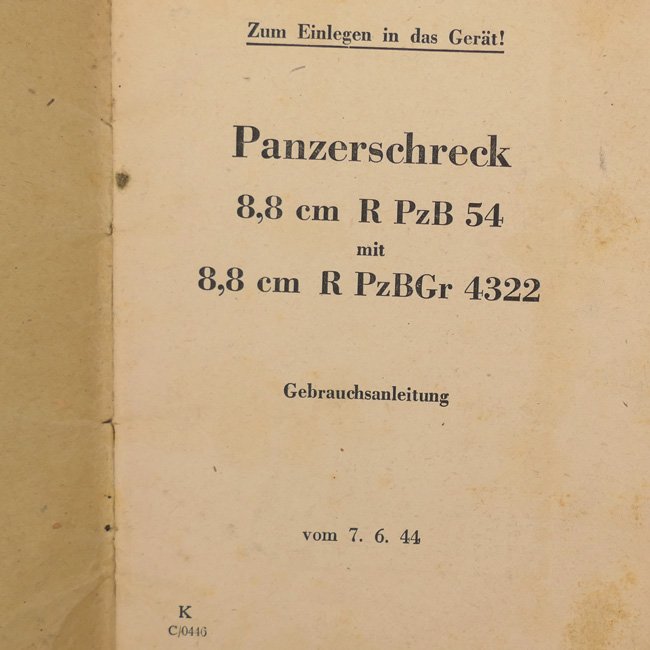 Zum Einlegen in das Gerät!
Panzerschreck
8,8 cm R PzB 54
mit
8,8 cm R PzBGr 4322
Gebrauchsanleitung
vom 7. 6. 44
K
C/0446